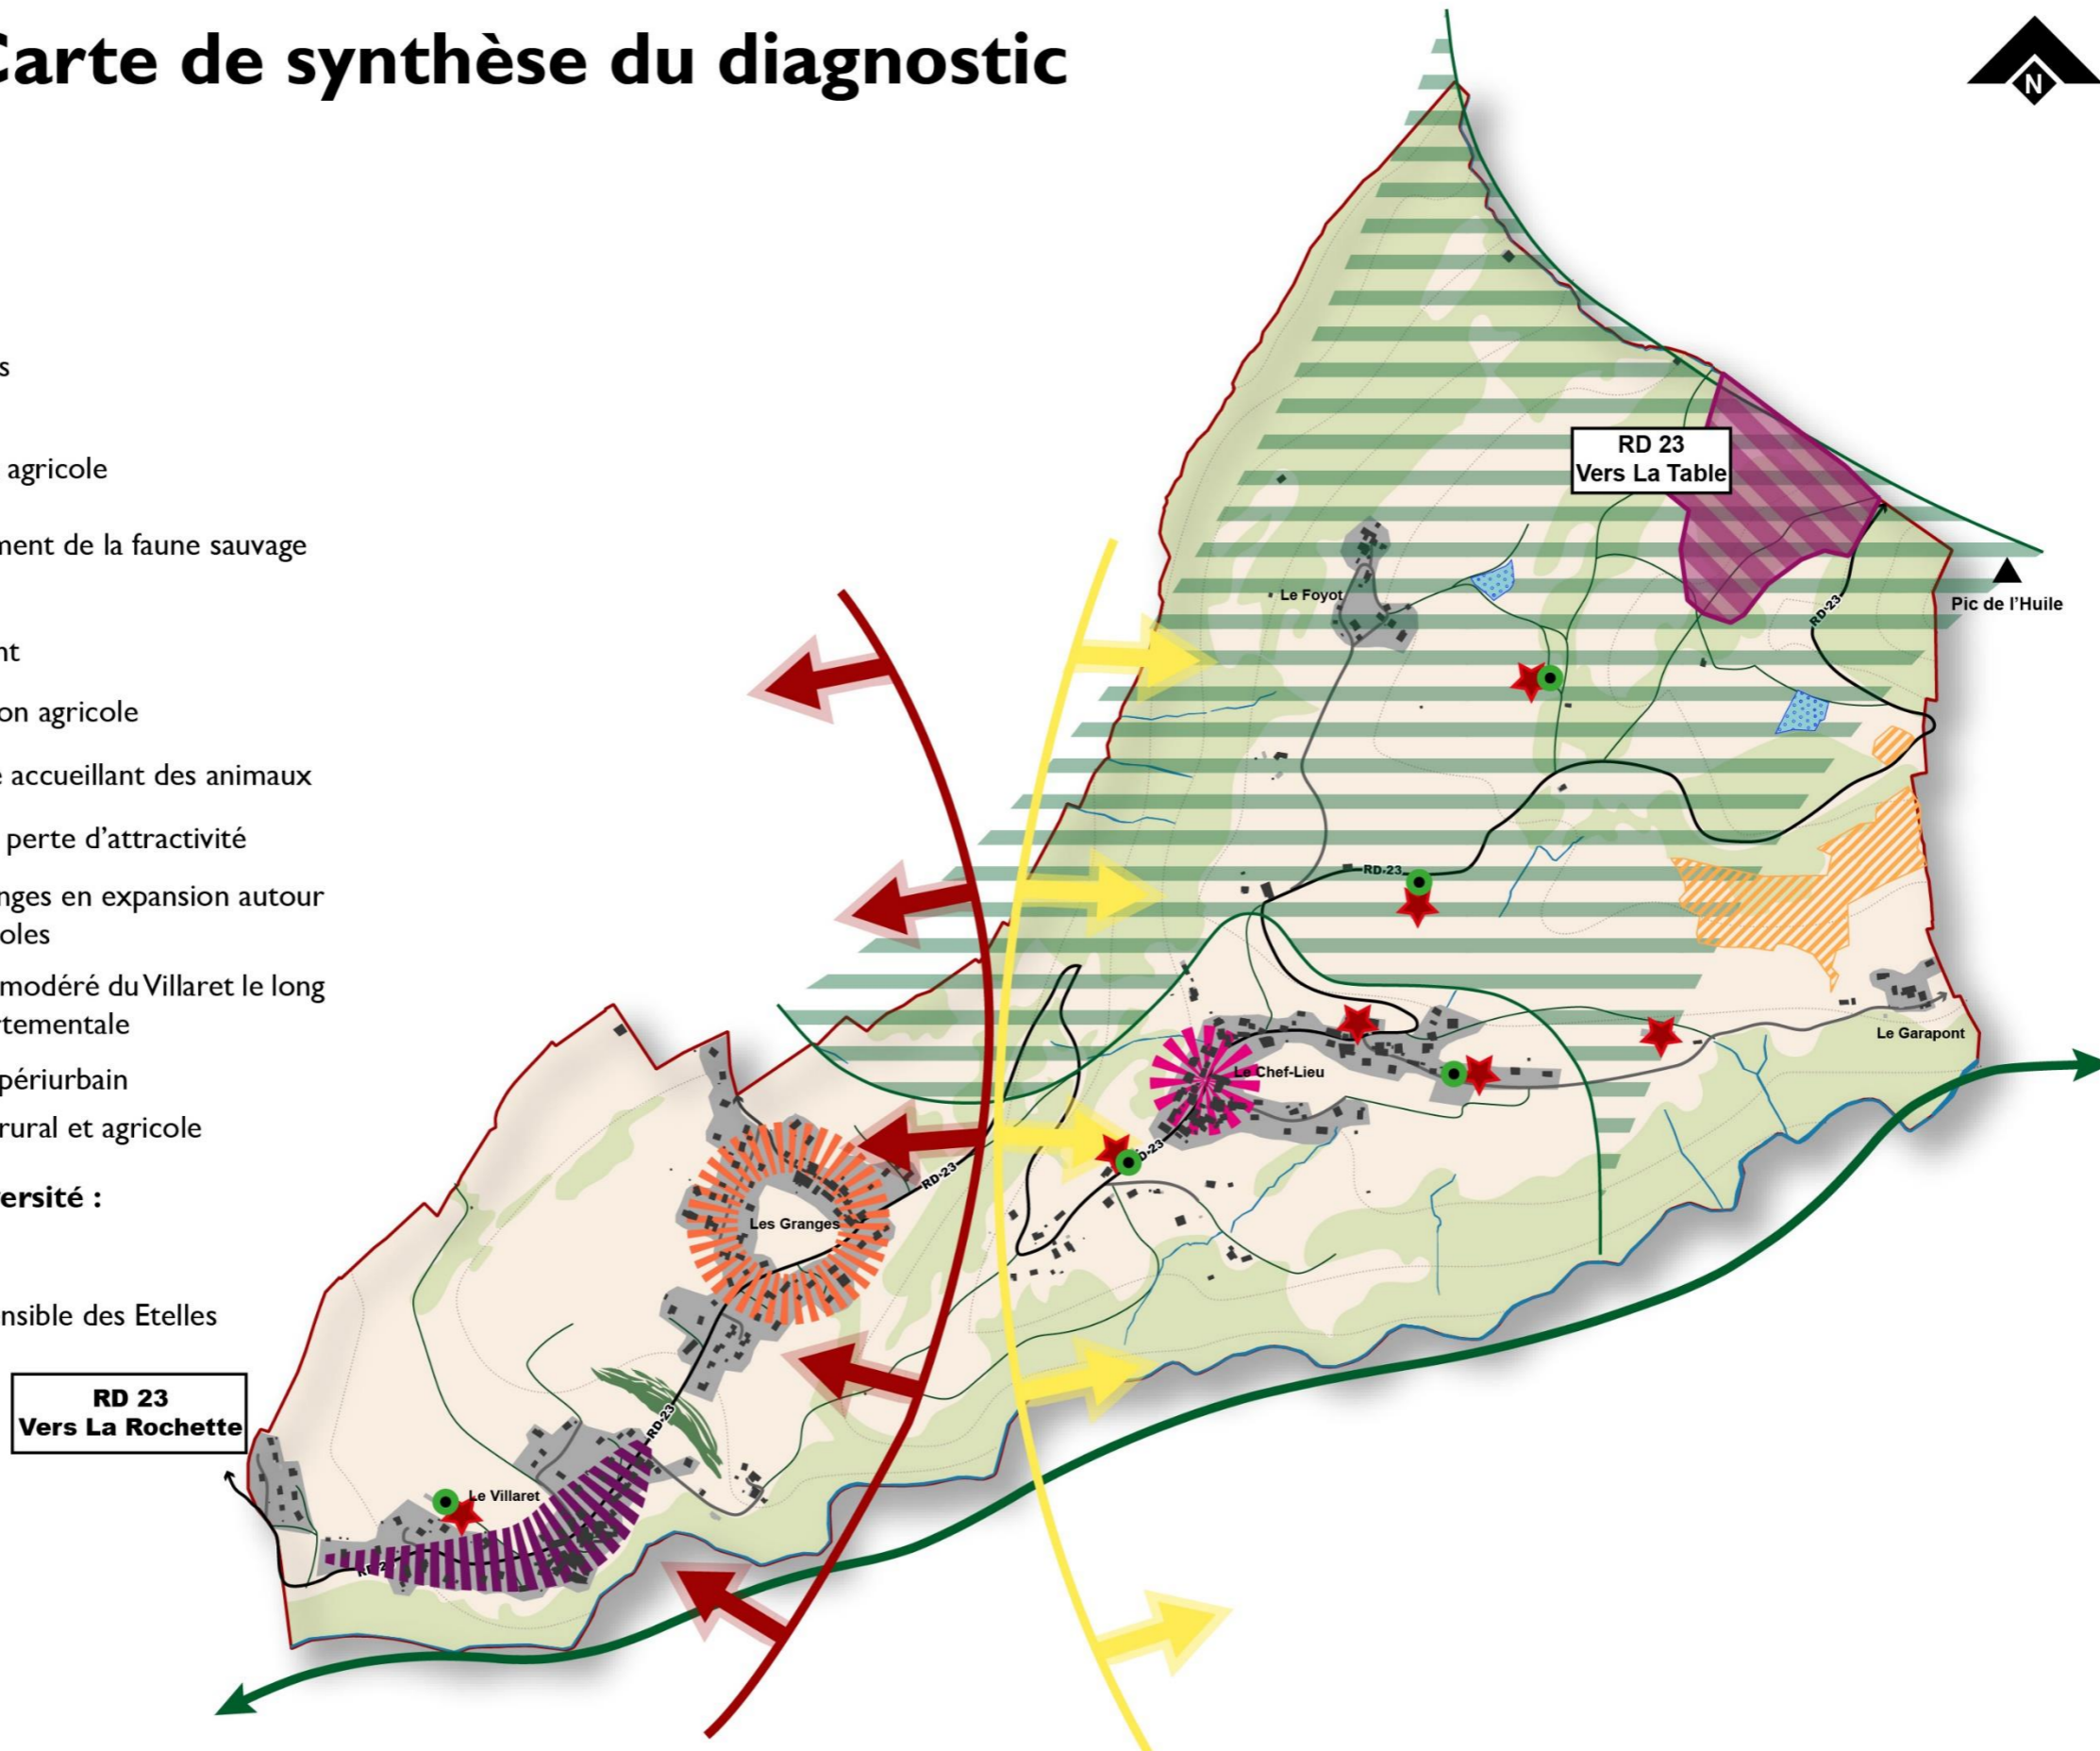 Carte de synthèse du diagnostic
N
s
agricole
ment de la faune sauvage
nt
on agricole
e accueillant des animaux
perte d'attractivité
nges en expansion autour
oles
modéré du Villaret le long
rtementale
périurbain
rural et agricole
ersité :
nsible des Etelles
RD 23
Vers La Table
Le Foyot
Pic de l'Huile
RD-23
RD-23
Le Garapont
Le Chef-Lieu
D-23
RD-23
Les Granges
RD 23
Vers La Rochette
RD-23
Le Villaret
RD-2